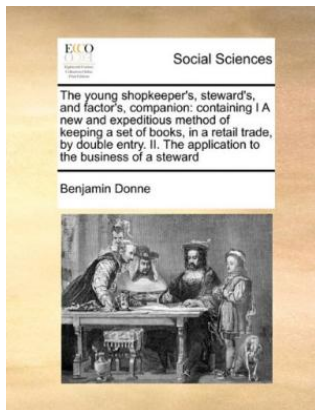 ECCO
Social Sciences
The young shopkeeper's, steward's,
and factor's, companion: containing I A
new and expeditious method of
keeping a set of books, in a retail trade,
by double entry. II. The application to
the business of a steward
Benjamin Donne